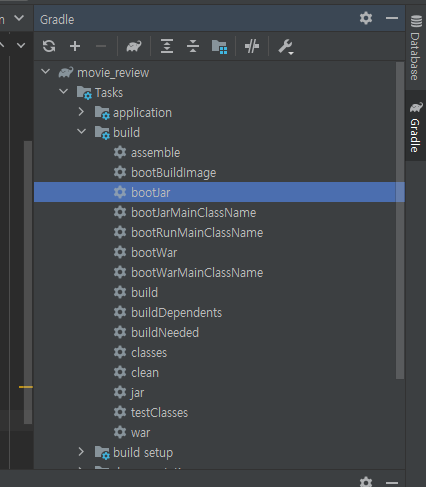 Gradle
movie_review
Tasks
application
build
assemble
bootBuildImage
bootJar
bootJarMainClassName
bootRunMainClassName
bootWar
bootWarMainClassName
build
buildDependents
buildNeeded
classes
clean
jar
testClasses
war
build setup
Database
Gradle